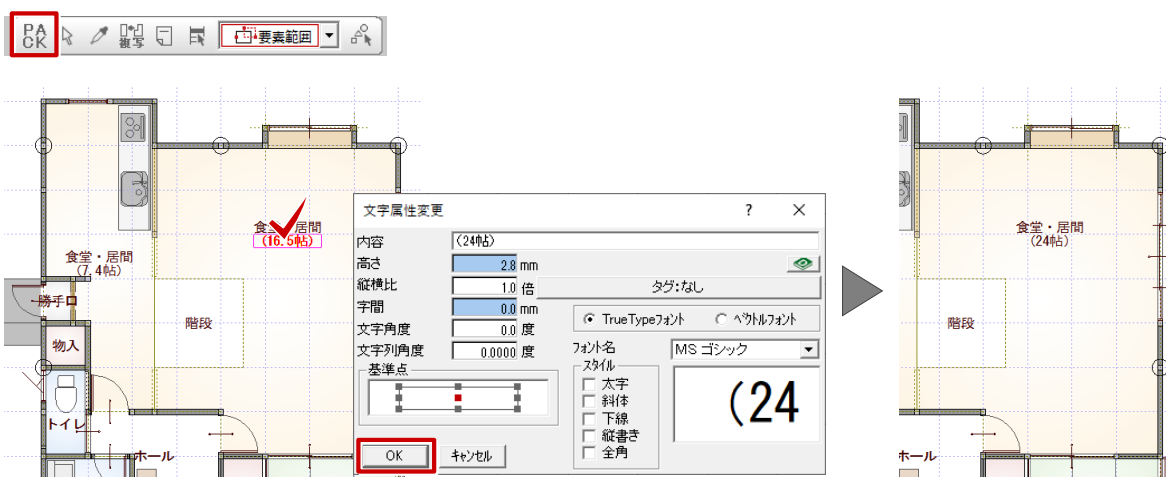 PA
CK
複写
要素範囲
食堂・居間
(16.5帖)
食堂・居間
(7.4帖)
勝手口
階段
物入
トイレ
ホール
文字属性変更 ? ×
内容 (24帖)
高さ 2.8 mm
縦横比 1.0 倍 タグ:なし
字間 0.0 mm
文字角度 0.0 度
文字列角度 0.0000 度
基準点
TrueTypeフォント ベクトルフォント
フォント名 MS ゴシック
スタイル
太字
斜体
下線
縦書き
全角
(24
OK キャンセル
食堂・居間
(24帖)
階段
ホール